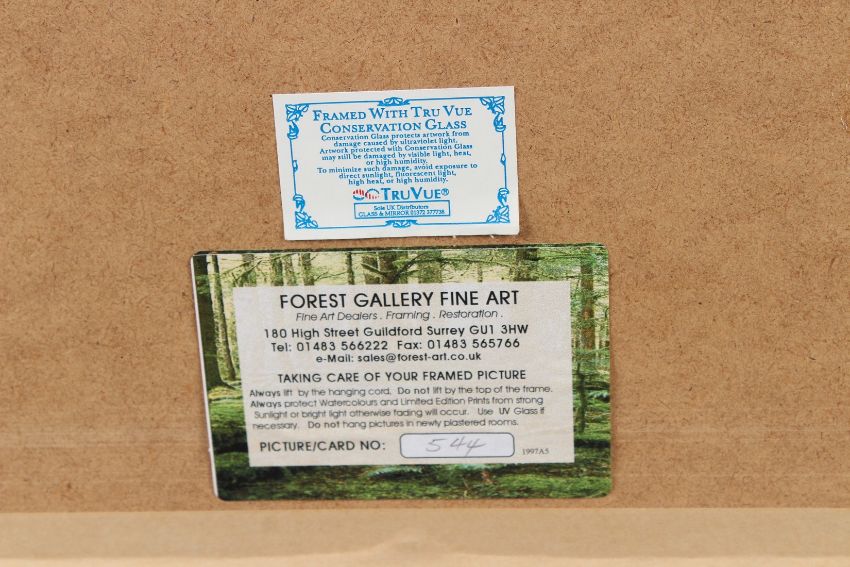 FRAMED WITH TRU VUE
CONSERVATION GLASS
Conservation Glass protects artwork from
damage caused by ultraviolet light.
Artwork protected with Conservation Glass
may still be damaged by visible light, heat,
or high humidity.
To minimize such damage, avoid exposure to
direct sunlight, fluorescent light,
high heat, or high humidity.
TRUVUE®
Sole UK Distributors
GLASS & MIRROR 01372 377738
FOREST GALLERY FINE ART
Fine Art Dealers . Framing . Restoration .
180 High Street Guildford Surrey GU1 3HW
Tel: 01483 566222 Fax: 01483 565766
e-Mail: sales@forest-art.co.uk
TAKING CARE OF YOUR FRAMED PICTURE
Always lift by the hanging cord. Do not lift by the top of the frame.
Always protect Watercolours and Limited Edition Prints from strong
Sunlight or bright light otherwise fading will occur. Use UV Glass if
necessary. Do not hang pictures in newly plastered rooms.
PICTURE/CARD NO: 544
1997A5